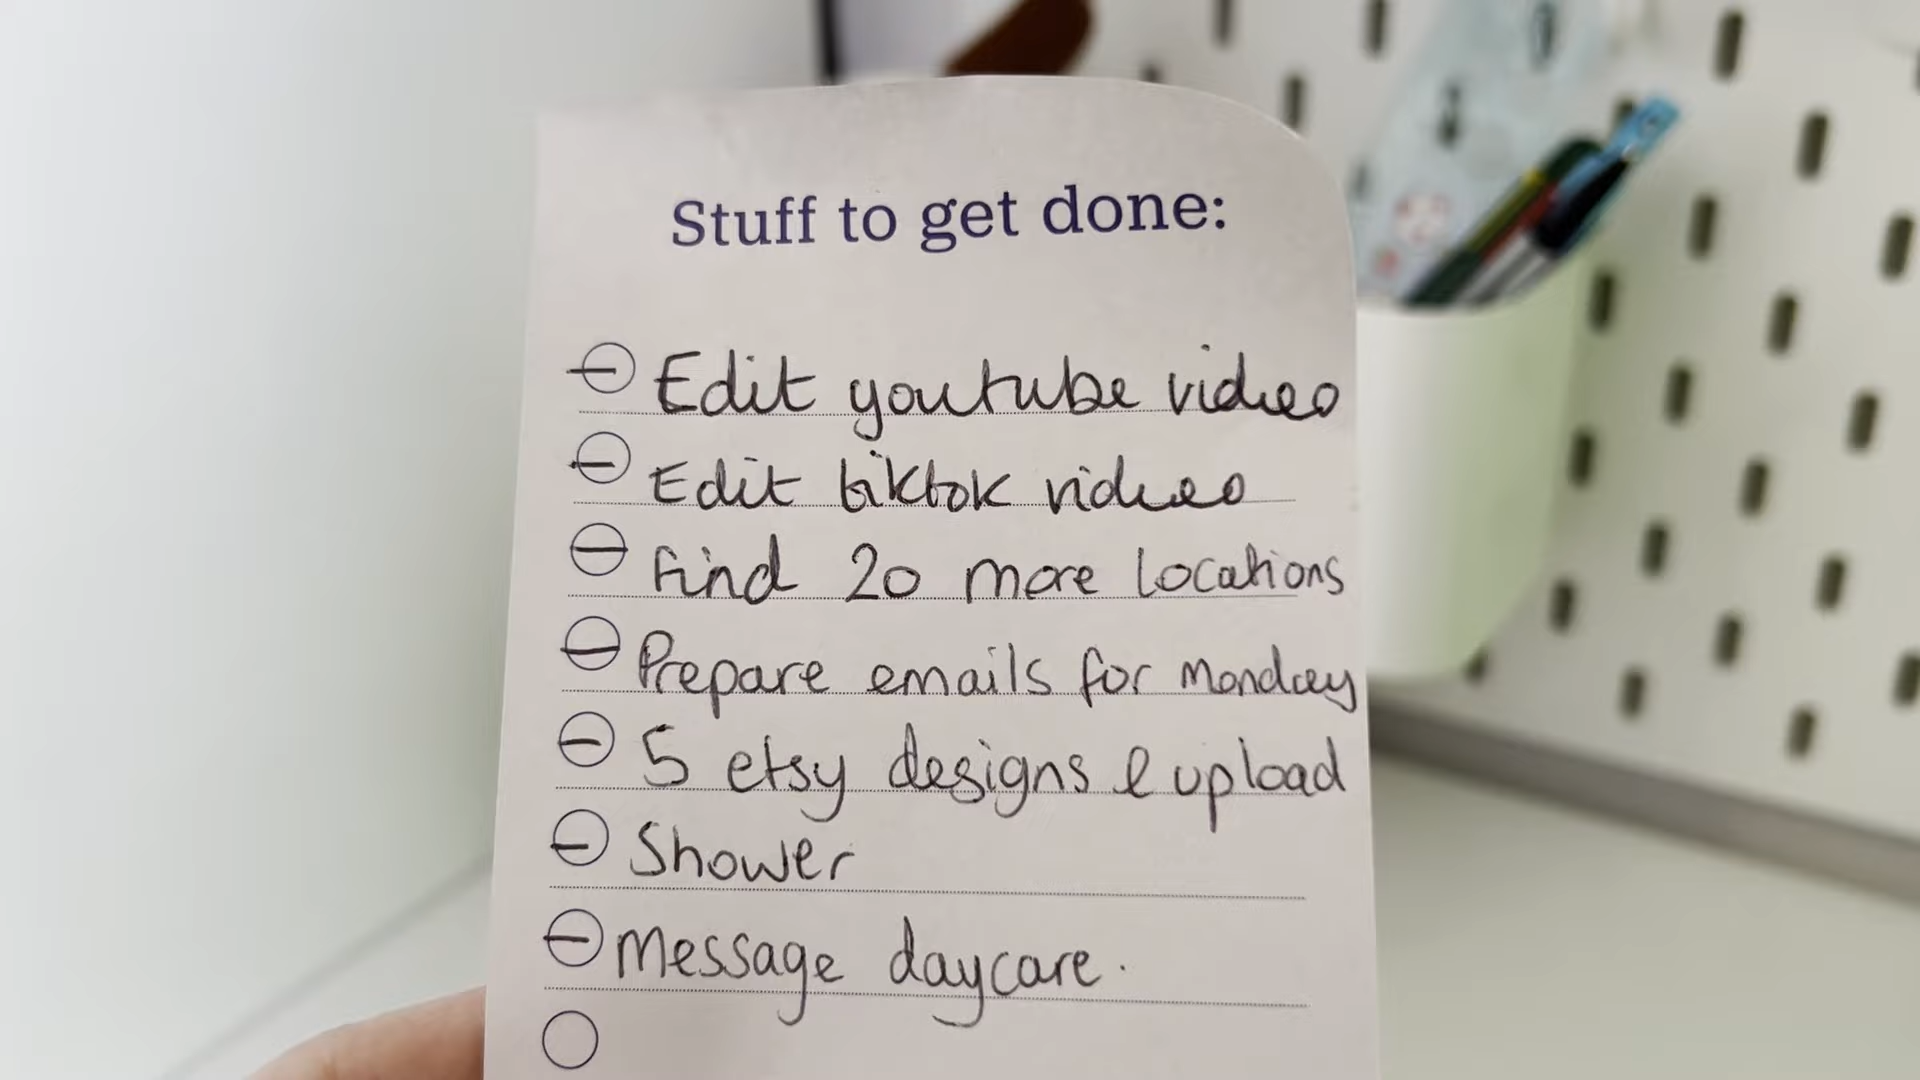 Stuff to get done:
Edit youtube video
Edit tiktok video
Find 20 more locations
Prepare emails for Monday
5 etsy designs & upload
Shower
Message daycare.